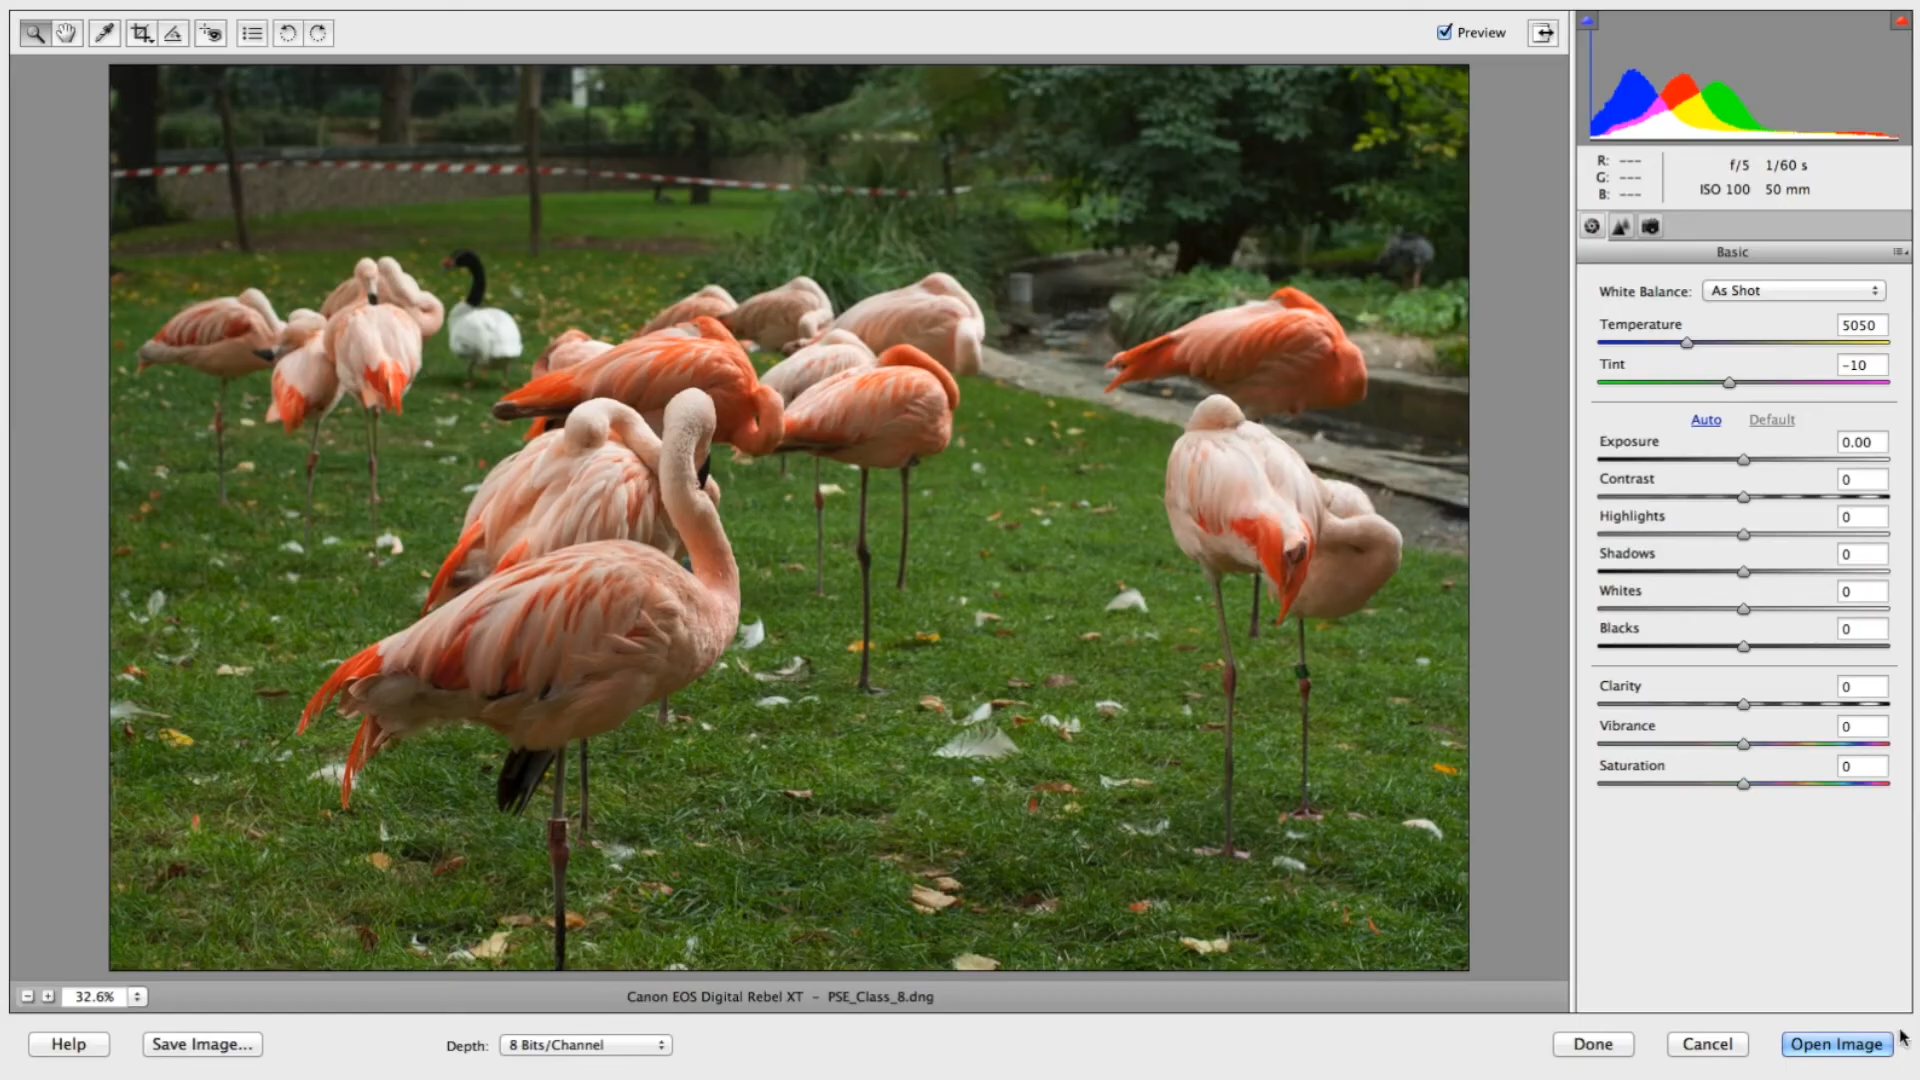 Preview
R: ---
G: ---
B: ---
f/5 1/60 s
ISO 100 50 mm
Basic
White Balance: As Shot
Temperature 5050
Tint -10
Auto Default
Exposure 0.00
Contrast 0
Highlights 0
Shadows 0
Whites 0
Blacks 0
Clarity 0
Vibrance 0
Saturation 0
32.6%
Canon EOS Digital Rebel XT - PSE_Class_8.dng
Help
Save Image...
Depth: 8 Bits/Channel
Done
Cancel
Open Image